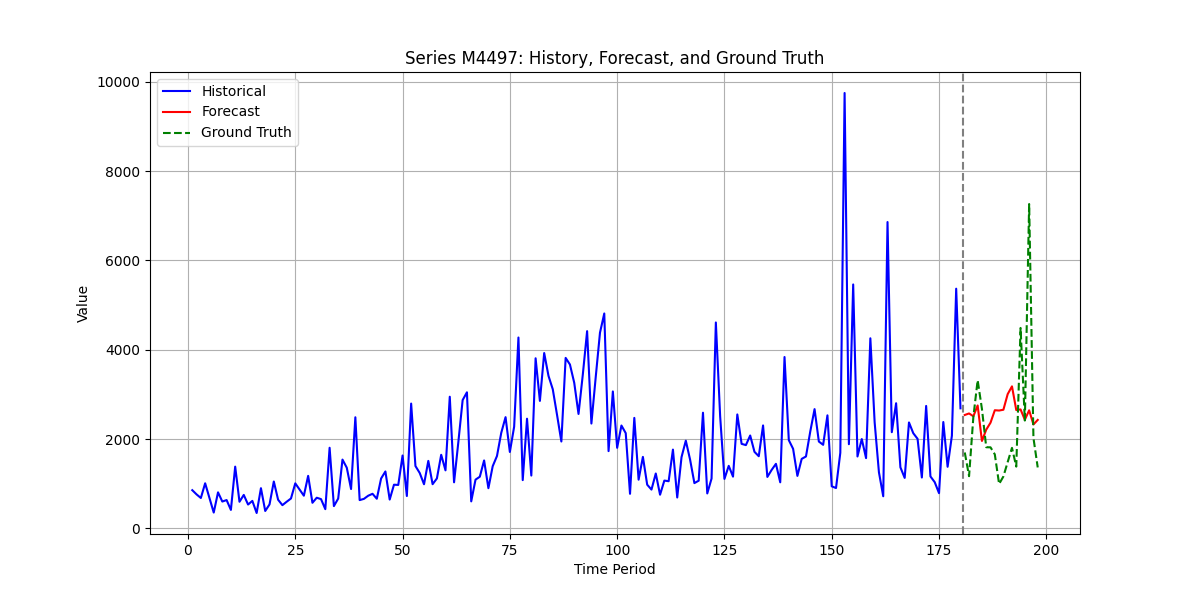 Series M4497: History, Forecast, and Ground Truth
Historical
Forecast
Ground Truth
Value
10000
8000
6000
4000
2000
0
0 25 50 75 100 125 150 175 200
Time Period